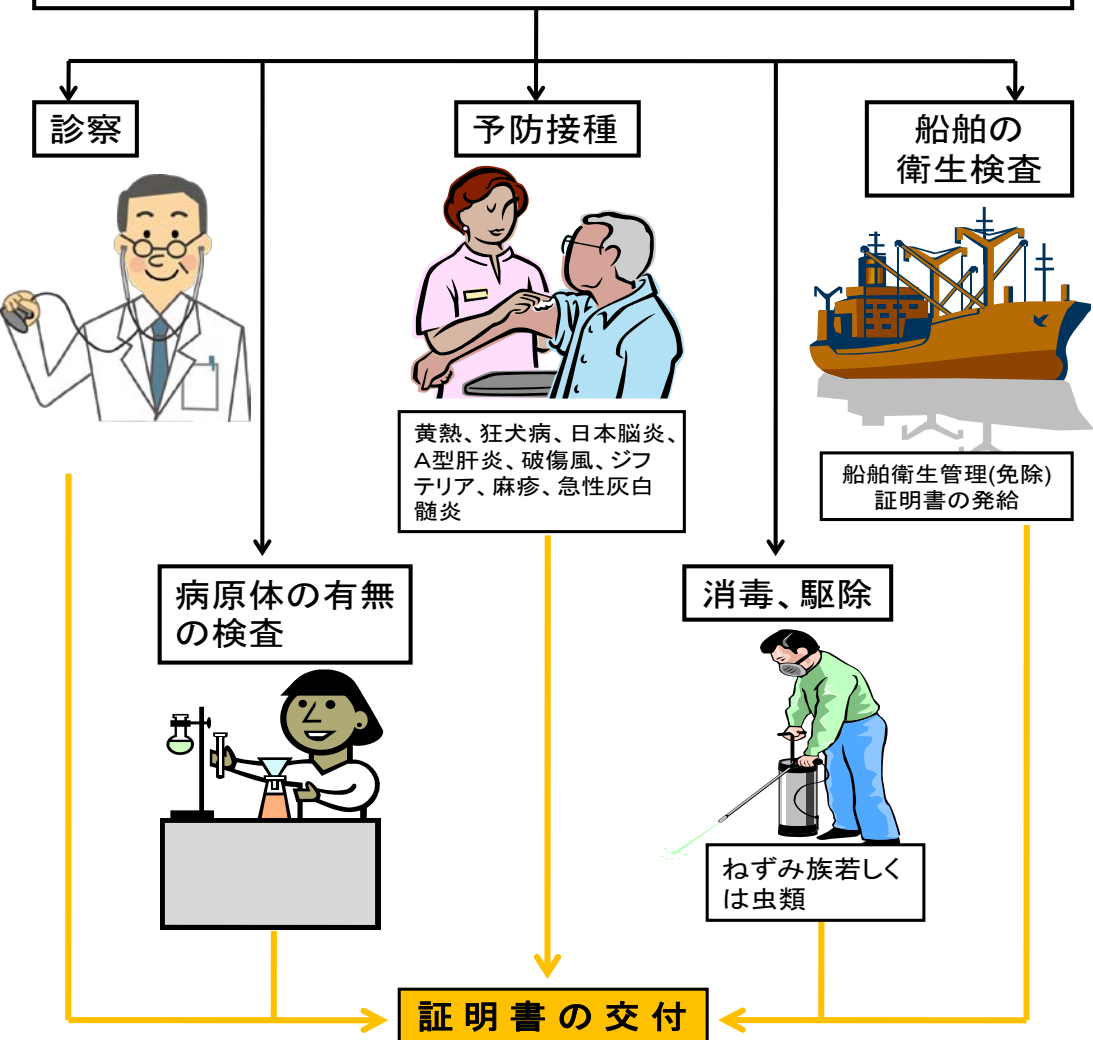 診察
予防接種
船舶の
衛生検査
黄熱、狂犬病、日本脳炎、
A型肝炎、破傷風、ジフ
テリア、麻疹、急性灰白
髄炎
船舶衛生管理(免除)
証明書の発給
病原体の有無
の検査
消毒、駆除
ねずみ族若しく
は虫類
証明書の交付